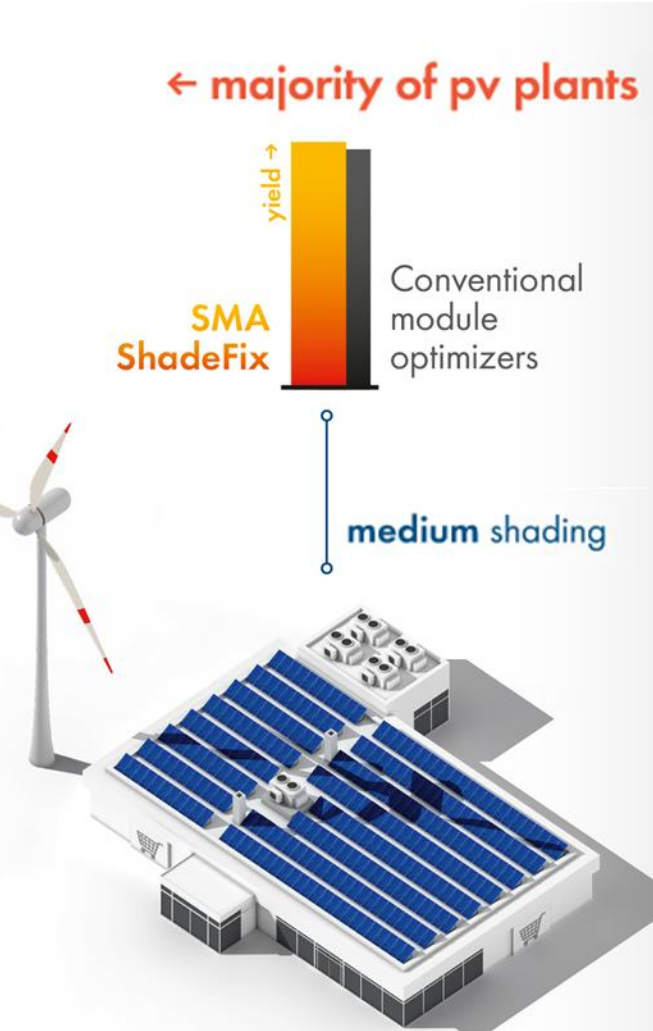 ← majority of pv plants
yield →
SMA
ShadeFix
Conventional
module
optimizers
medium shading